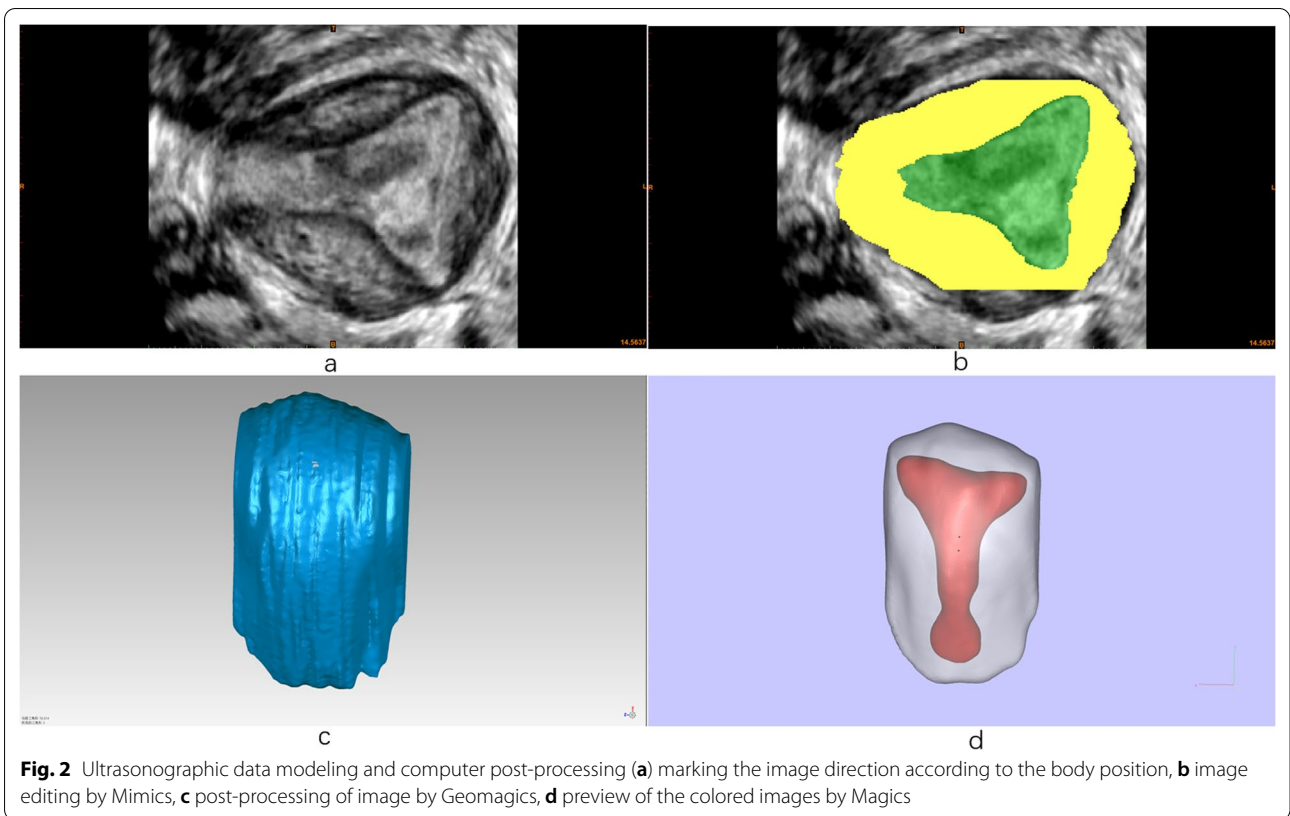 T
T
R
L
R
L
B
B
14.5637
14.5637
a
b
c
d
Fig. 2 Ultrasonographic data modeling and computer post-processing (a) marking the image direction according to the body position, b image
editing by Mimics, c post-processing of image by Geomagics, d preview of the colored images by Magics